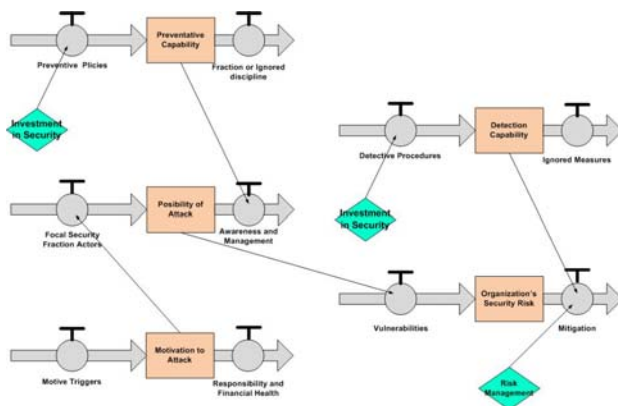 Preventative
Capability
Preventive Plicies
Fraction or Ignored
discipline
Investment
in Security
Detection
Capability
Detective Procedures
Ignored Measures
Investment
in Security
Posibility of
Attack
Focal Security
Fraction Actors
Awareness and
Management
Organization's
Security Risk
Vulnerabilities
Mitigation
Motivation to
Attack
Motive Triggers
Responsibility and
Financial Health
Risk
Management